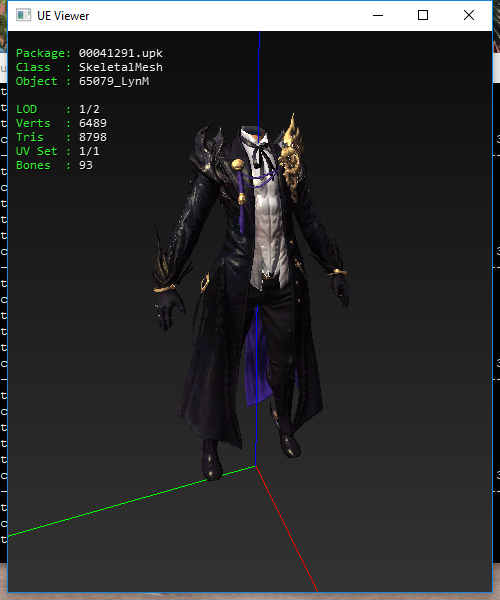 UE Viewer
Package: 00041291.upk
Class : SkeletalMesh
Object : 65079_LynM
LOD : 1/2
Verts : 6489
Tris : 8798
UV Set : 1/1
Bones : 93